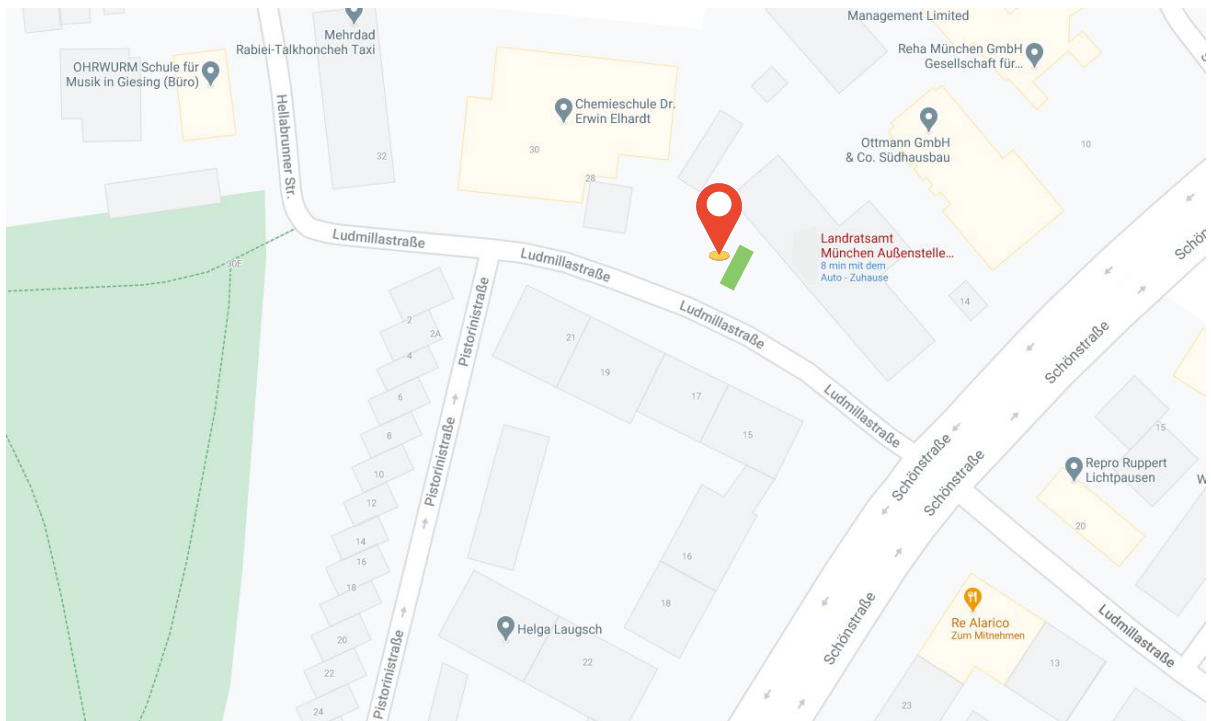 Mehrdad
Rabiei-Talkhoncheh Taxi
OHRWURM Schule für
Musik in Giesing (Büro)
Management Limited
Reha München GmbH
Gesellschaft für...
Chemieschule Dr.
Erwin Elhardt
Ottmann GmbH
& Co. Südhausbau
Hellabrunner Str.
32
30
28
10
Ludmillastraße
Ludmillastraße
Ludmillastraße
Ludmillastraße
Landratsamt
München Außenstelle...
8 min mit dem
Auto - Zuhause
30E
14
Schönstraße
Schönstraße
Schönstraße
Schönstraße
Schönstraße
Pistorinistraße
Pistorinistraße
Pistorinistraße
2
2A
4
6
8
10
12
14
16
18
20
22
24
21
19
17
15
16
18
22
Helga Laugsch
15
Repro Ruppert
Lichtpausen
W
20
Re Alarico
Zum Mitnehmen
13
23
Ludmillastraße